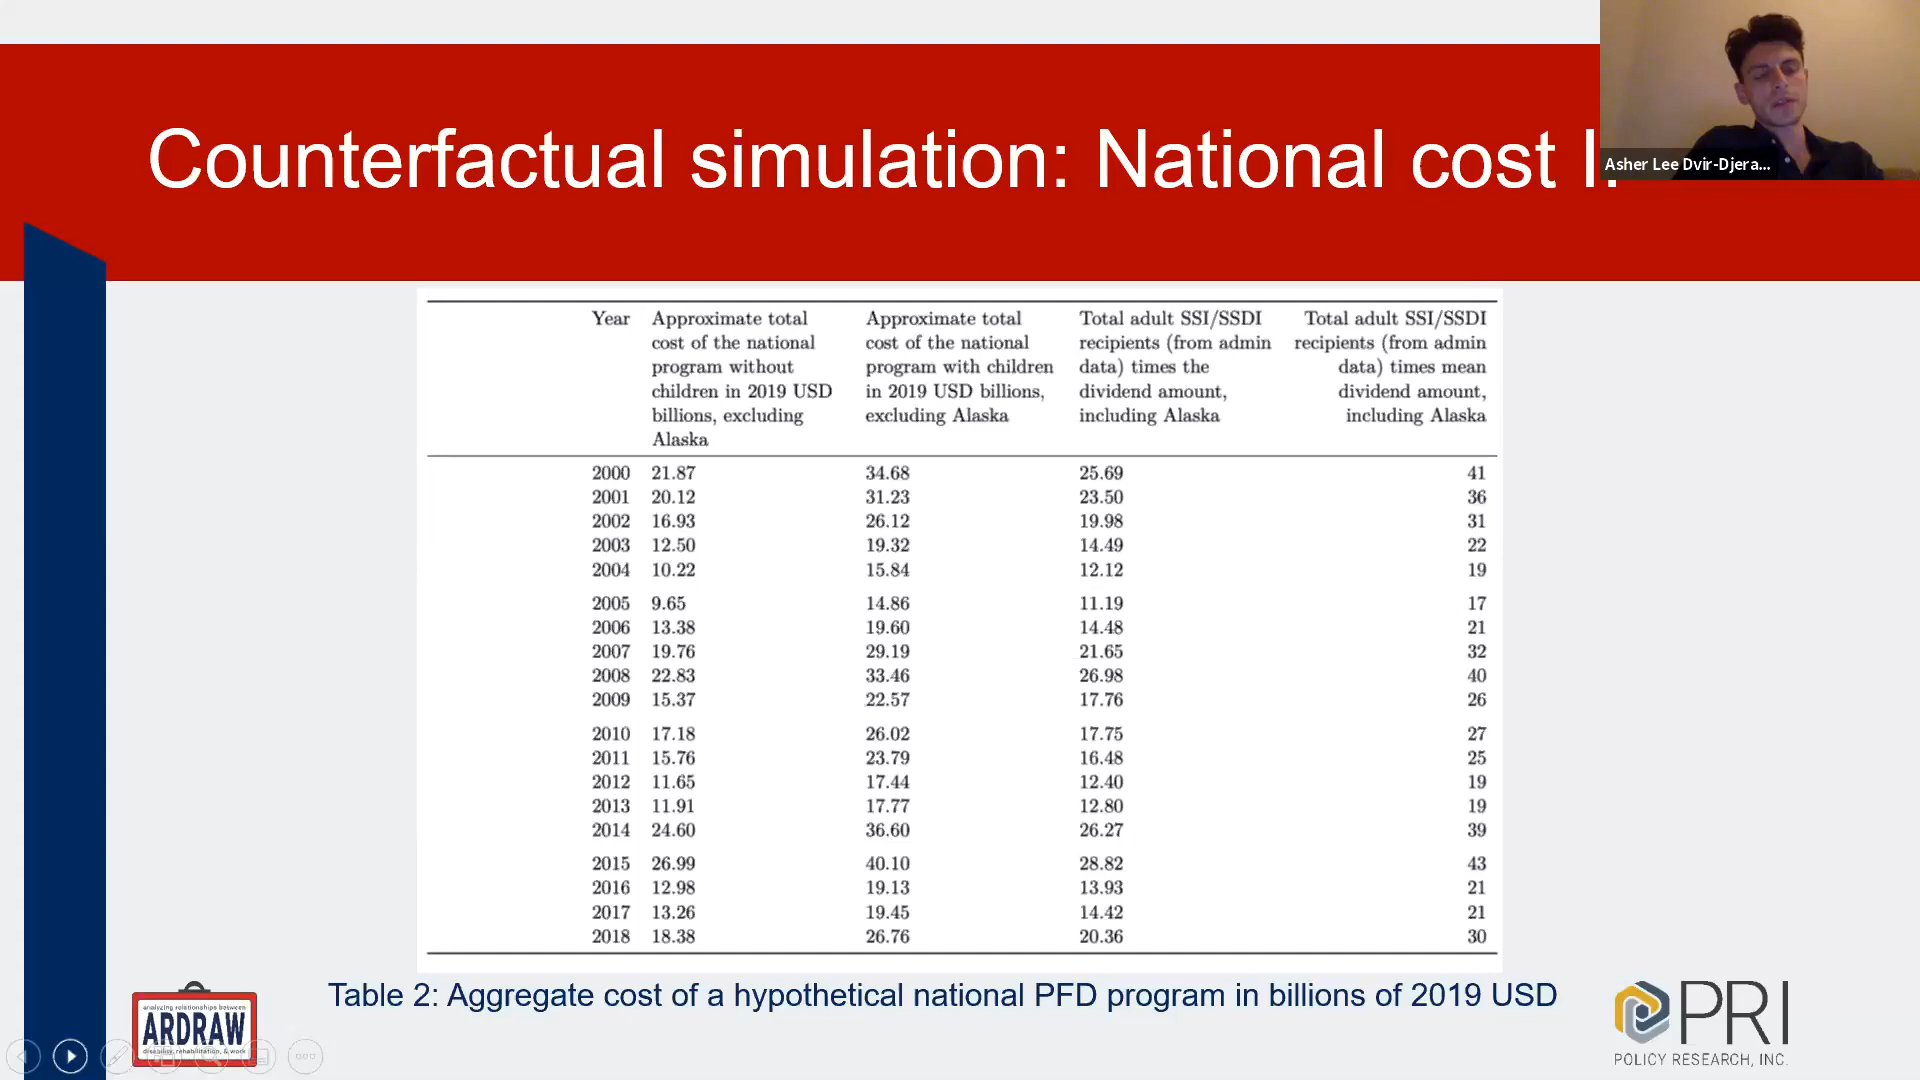 Counterfactual simulation: National cost I.
Asher Lee Dvir-Djera...
Year Approximate total cost of the national program without children in 2019 USD billions, excluding Alaska Approximate total cost of the national program with children in 2019 USD billions, excluding Alaska Total adult SSI/SSDI recipients (from admin data) times the dividend amount, including Alaska Total adult SSI/SSDI recipients (from admin data) times mean dividend amount, including Alaska
2000 21.87 34.68 25.69 41
2001 20.12 31.23 23.50 36
2002 16.93 26.12 19.98 31
2003 12.50 19.32 14.49 22
2004 10.22 15.84 12.12 19
2005 9.65 14.86 11.19 17
2006 13.38 19.60 14.48 21
2007 19.76 29.19 21.65 32
2008 22.83 33.46 26.98 40
2009 15.37 22.57 17.76 26
2010 17.18 26.02 17.75 27
2011 15.76 23.79 16.48 25
2012 11.65 17.44 12.40 19
2013 11.91 17.77 12.80 19
2014 24.60 36.60 26.27 39
2015 26.99 40.10 28.82 43
2016 12.98 19.13 13.93 21
2017 13.26 19.45 14.42 21
2018 18.38 26.76 20.36 30
Table 2: Aggregate cost of a hypothetical national PFD program in billions of 2019 USD
analyzing relationships between
ARDRAW
disability, rehabilitation, & work
PRI
POLICY RESEARCH, INC.